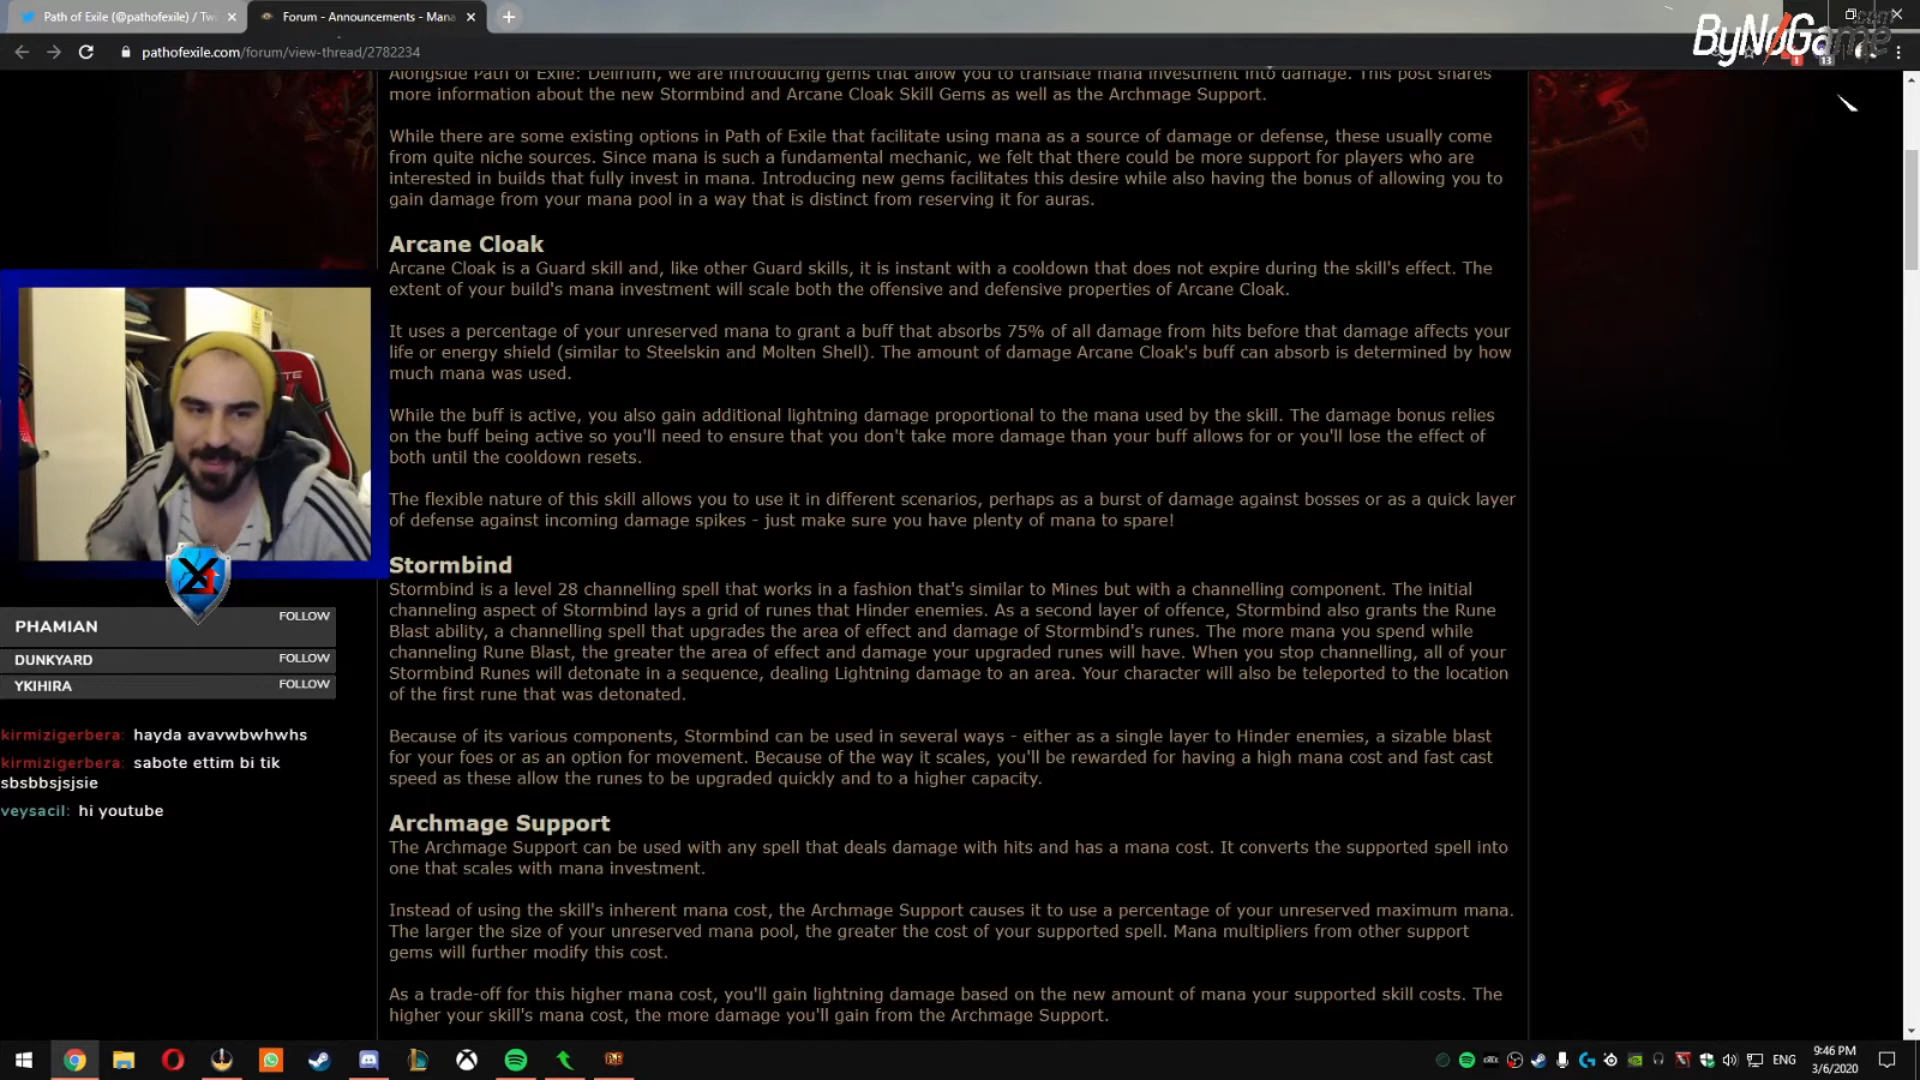 Path of Exile (@pathofexile) / Twi
Forum - Announcements - Mana
pathofexile.com/forum/view-thread/2782234
ByNoGame
.com
1
13
Alongside Path of Exile: Delirium, we are introducing gems that allow you to translate mana investment into damage. This post shares
more information about the new Stormbind and Arcane Cloak Skill Gems as well as the Archmage Support.
While there are some existing options in Path of Exile that facilitate using mana as a source of damage or defense, these usually come
from quite niche sources. Since mana is such a fundamental mechanic, we felt that there could be more support for players who are
interested in builds that fully invest in mana. Introducing new gems facilitates this desire while also having the bonus of allowing you to
gain damage from your mana pool in a way that is distinct from reserving it for auras.
Arcane Cloak
Arcane Cloak is a Guard skill and, like other Guard skills, it is instant with a cooldown that does not expire during the skill's effect. The
extent of your build's mana investment will scale both the offensive and defensive properties of Arcane Cloak.
It uses a percentage of your unreserved mana to grant a buff that absorbs 75% of all damage from hits before that damage affects your
life or energy shield (similar to Steelskin and Molten Shell). The amount of damage Arcane Cloak's buff can absorb is determined by how
much mana was used.
While the buff is active, you also gain additional lightning damage proportional to the mana used by the skill. The damage bonus relies
on the buff being active so you'll need to ensure that you don't take more damage than your buff allows for or you'll lose the effect of
both until the cooldown resets.
The flexible nature of this skill allows you to use it in different scenarios, perhaps as a burst of damage against bosses or as a quick layer
of defense against incoming damage spikes - just make sure you have plenty of mana to spare!
Stormbind
Stormbind is a level 28 channelling spell that works in a fashion that's similar to Mines but with a channelling component. The initial
channeling aspect of Stormbind lays a grid of runes that Hinder enemies. As a second layer of offence, Stormbind also grants the Rune
Blast ability, a channelling spell that upgrades the area of effect and damage of Stormbind's runes. The more mana you spend while
channeling Rune Blast, the greater the area of effect and damage your upgraded runes will have. When you stop channelling, all of your
Stormbind Runes will detonate in a sequence, dealing Lightning damage to an area. Your character will also be teleported to the location
of the first rune that was detonated.
Because of its various components, Stormbind can be used in several ways - either as a single layer to Hinder enemies, a sizable blast
for your foes or as an option for movement. Because of the way it scales, you'll be rewarded for having a high mana cost and fast cast
speed as these allow the runes to be upgraded quickly and to a higher capacity.
Archmage Support
The Archmage Support can be used with any spell that deals damage with hits and has a mana cost. It converts the supported spell into
one that scales with mana investment.
Instead of using the skill's inherent mana cost, the Archmage Support causes it to use a percentage of your unreserved maximum mana.
The larger the size of your unreserved mana pool, the greater the cost of your supported spell. Mana multipliers from other support
gems will further modify this cost.
As a trade-off for this higher mana cost, you'll gain lightning damage based on the new amount of mana your supported skill costs. The
higher your skill's mana cost, the more damage you'll gain from the Archmage Support.
PHAMIAN FOLLOW
DUNKYARD FOLLOW
YKIHIRA FOLLOW
kirmizigerbera: hayda avavwbwhwhs
kirmizigerbera: sabote ettim bi tik
sbsbbsjsjsie
veysacil: hi youtube
ENG
9:46 PM
3/6/2020